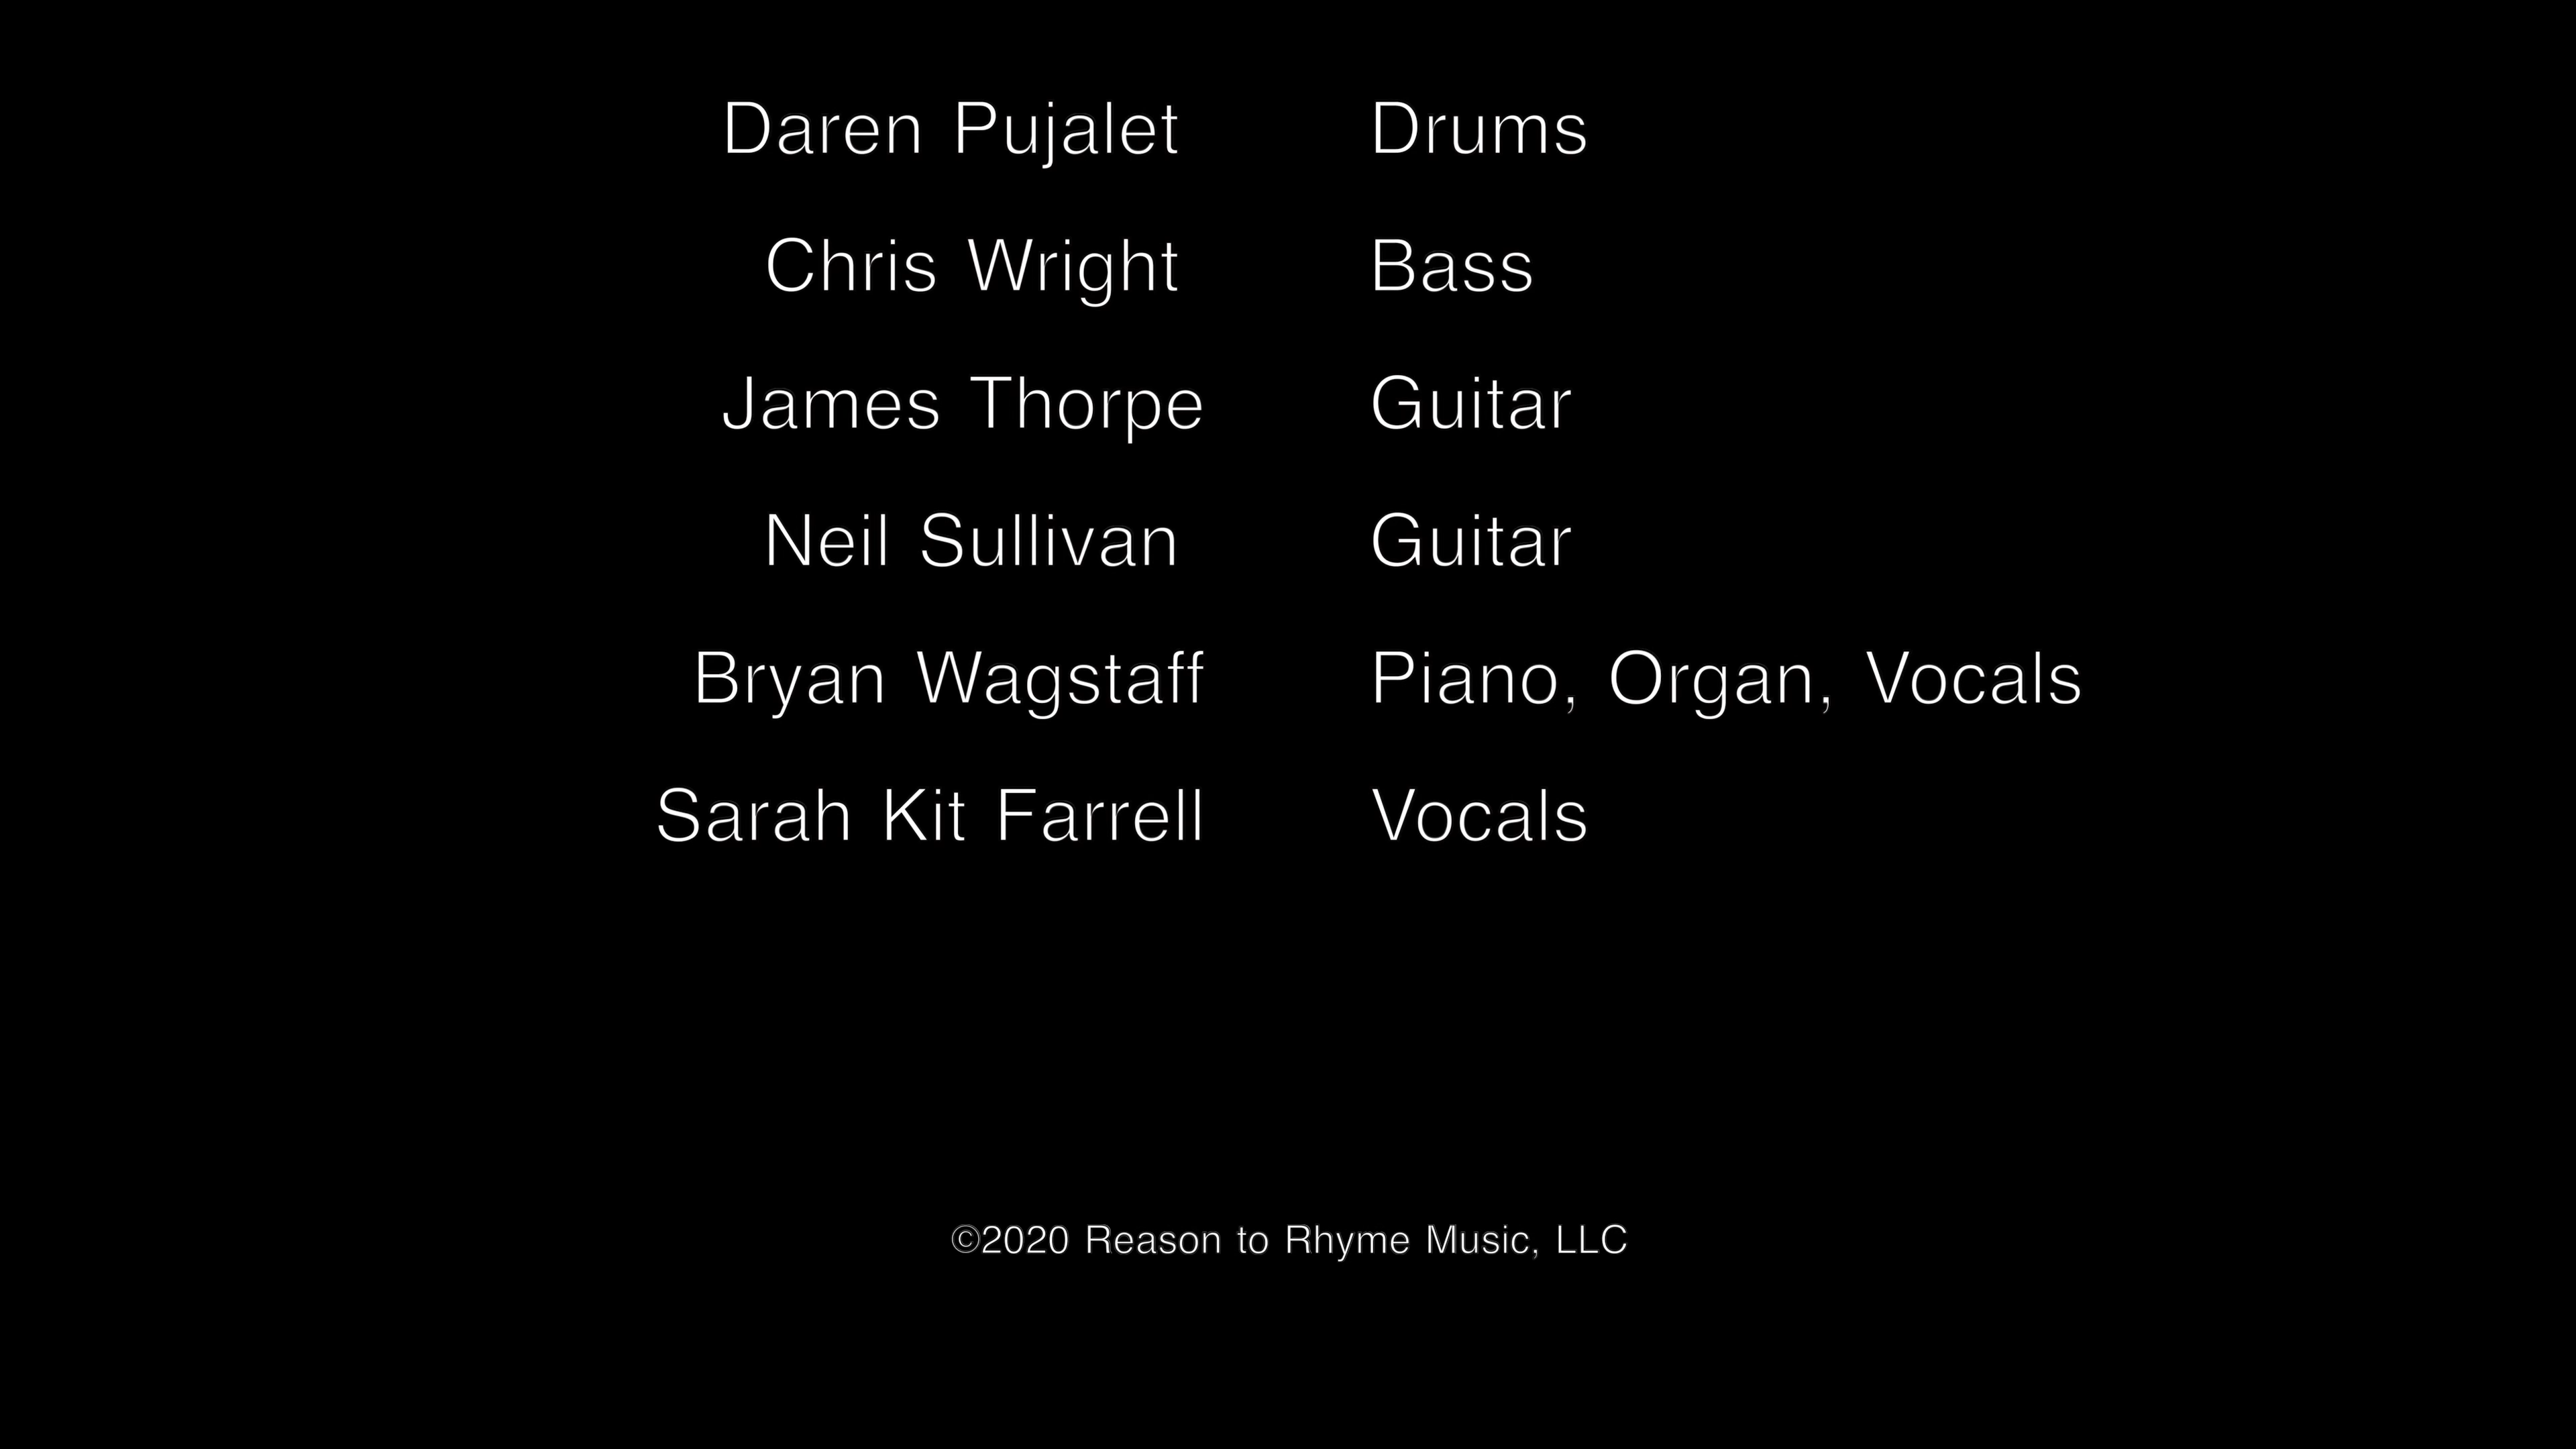 Daren Pujalet Drums
Chris Wright Bass
James Thorpe Guitar
Neil Sullivan Guitar
Bryan Wagstaff Piano, Organ, Vocals
Sarah Kit Farrell Vocals
©2020 Reason to Rhyme Music, LLC